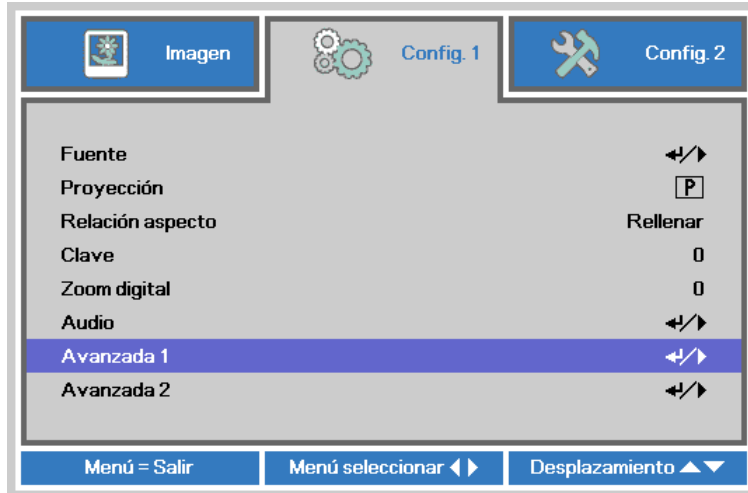 Imagen
Config. 1
Config. 2
Fuente
Proyección P
Relación aspecto Rellenar
Clave 0
Zoom digital 0
Audio
Avanzada 1
Avanzada 2
Menú = Salir
Menú seleccionar
Desplazamiento